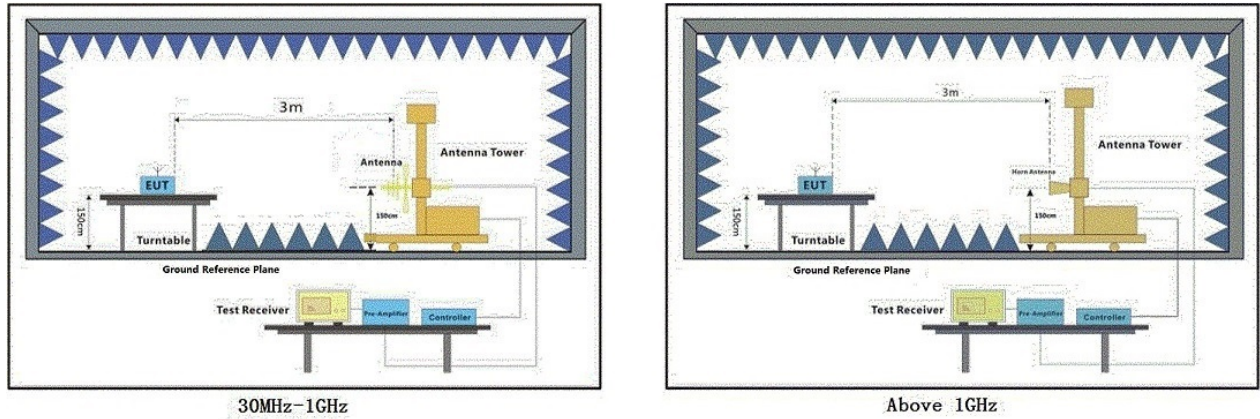 3m
Antenna
Antenna Tower
EUT
150cm
150cm
Turntable
Ground Reference Plane
Test Receiver
Pre-Amplifier
Controller
30MHz-1GHz
3m
Antenna Tower
Horn Antenna
EUT
150cm
150cm
Turntable
Ground Reference Plane
Test Receiver
Pre-Amplifier
Controller
Above 1GHz